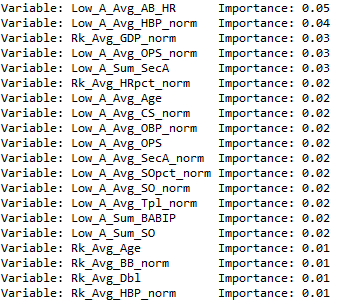 Variable: Low_A_Avg_AB_HR Importance: 0.05
Variable: Low_A_Avg_HBP_norm Importance: 0.04
Variable: Rk_Avg_GDP_norm Importance: 0.03
Variable: Low_A_Avg_OPS_norm Importance: 0.03
Variable: Low_A_Sum_SecA Importance: 0.03
Variable: Rk_Avg_HRpct_norm Importance: 0.02
Variable: Low_A_Avg_Age Importance: 0.02
Variable: Low_A_Avg_CS_norm Importance: 0.02
Variable: Low_A_Avg_OBP_norm Importance: 0.02
Variable: Low_A_Avg_OPS Importance: 0.02
Variable: Low_A_Avg_SecA_norm Importance: 0.02
Variable: Low_A_Avg_SOpct_norm Importance: 0.02
Variable: Low_A_Avg_SO_norm Importance: 0.02
Variable: Low_A_Avg_Tpl_norm Importance: 0.02
Variable: Low_A_Sum_BABIP Importance: 0.02
Variable: Low_A_Sum_SO Importance: 0.02
Variable: Rk_Avg_Age Importance: 0.01
Variable: Rk_Avg_BB_norm Importance: 0.01
Variable: Rk_Avg_Dbl Importance: 0.01
Variable: Rk_Avg_HBP_norm Importance: 0.01